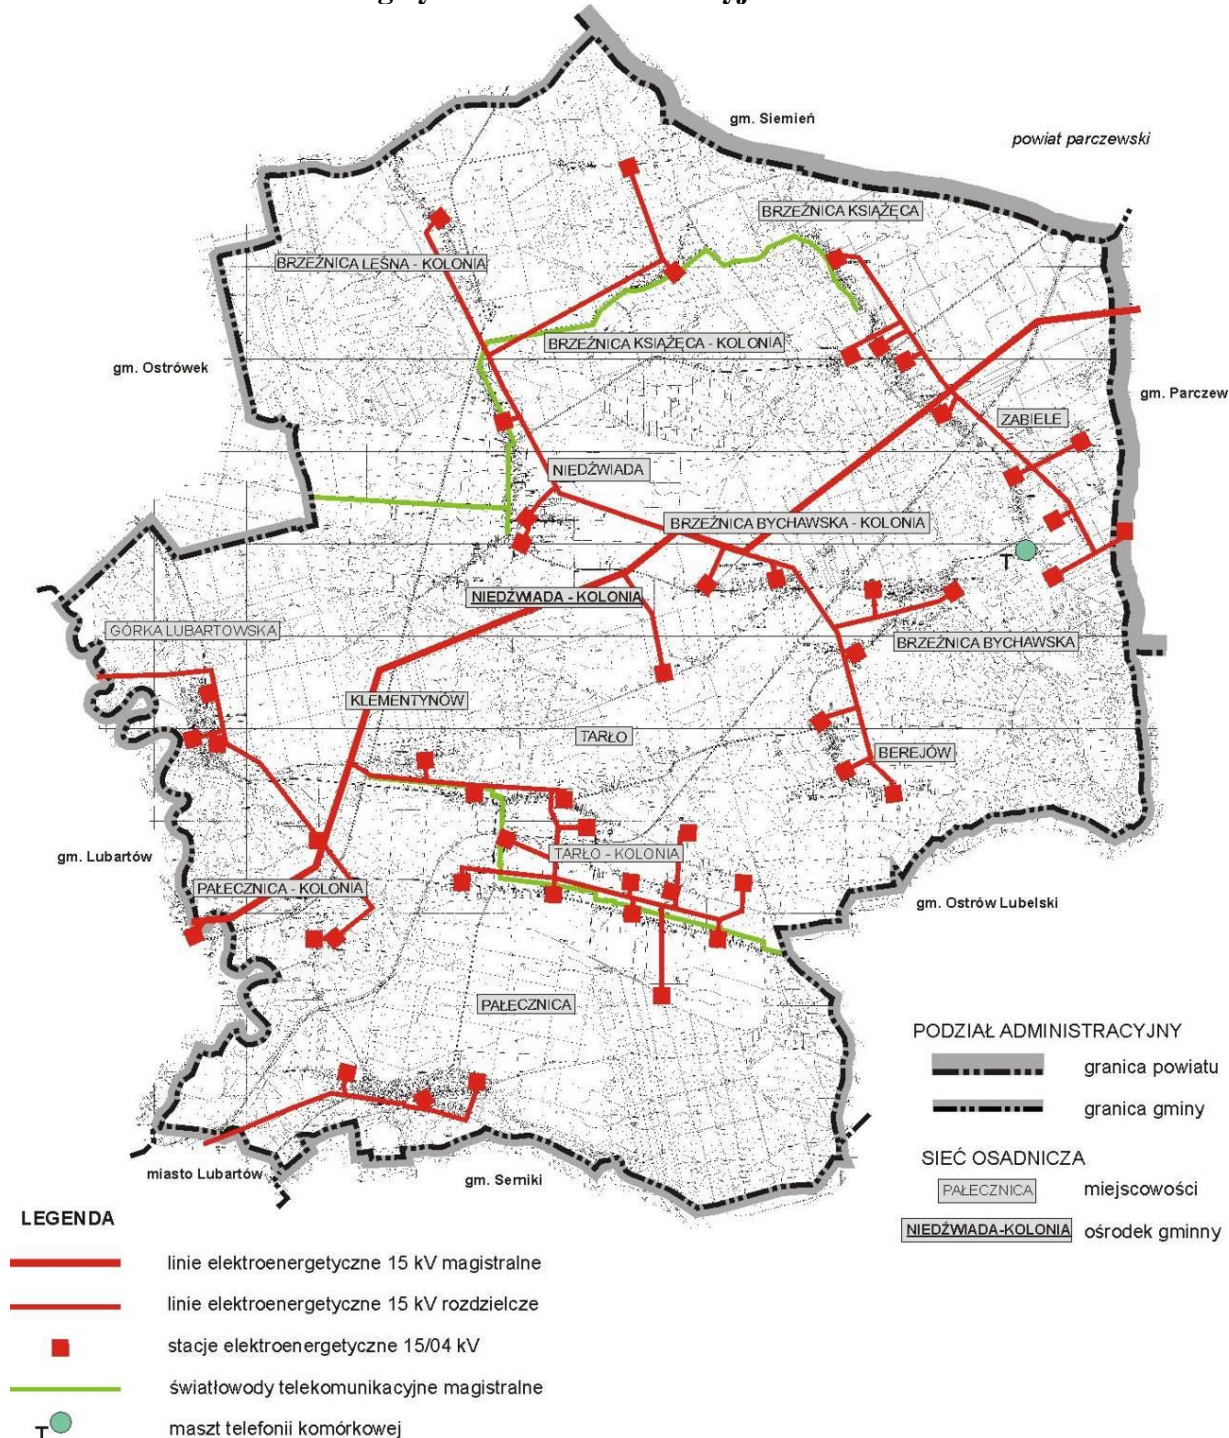 gm. Siemień
powiat parczewski
BRZEŹNICA KSIĄŻĘCA
BRZEŹNICA LEŚNA - KOLONIA
BRZEŹNICA KSIĄŻĘCA - KOLONIA
gm. Ostrówek
gm. Parczew
ZABIELE
NIEDŹWIADA
BRZEŹNICA BYCHAWSKA - KOLONIA
T
NIEDŹWIADA - KOLONIA
GÓRKA LUBARTOWSKA
BRZEŹNICA BYCHAWSKA
KLEMENTYNÓW
TARŁO
BEREJÓW
gm. Lubartów
TARŁO - KOLONIA
PAŁECZNICA - KOLONIA
gm. Ostrów Lubelski
PAŁECZNICA
PODZIAŁ ADMINISTRACYJNY
granica powiatu
granica gminy
miasto Lubartów
gm. Serniki
SIEĆ OSADNICZA
PAŁECZNICA miejscowości
NIEDŹWIADA-KOLONIA ośrodek gminny
LEGENDA
linie elektroenergetyczne 15 kV magistralne
linie elektroenergetyczne 15 kV rozdzielcze
stacje elektroenergetyczne 15/04 kV
światłowody telekomunikacyjne magistralne
T maszt telefonii komórkowej